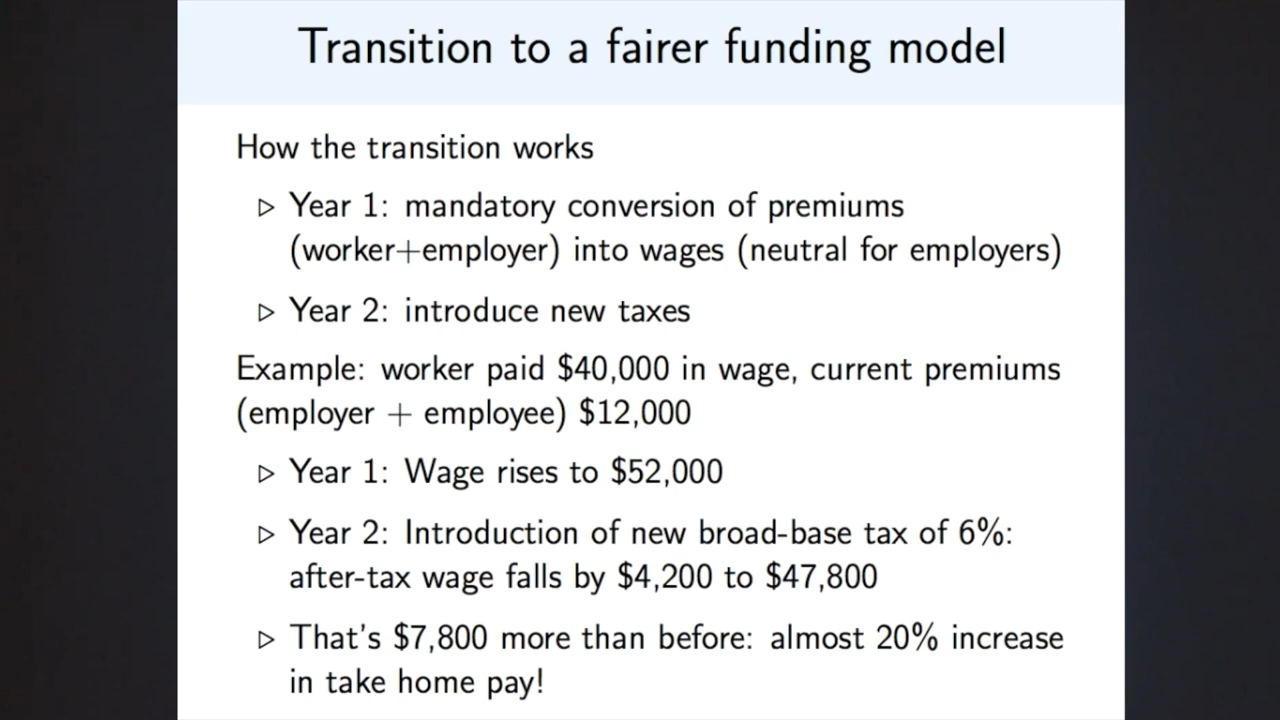 Transition to a fairer funding model
How the transition works
▷ Year 1: mandatory conversion of premiums
(worker+employer) into wages (neutral for employers)
▷ Year 2: introduce new taxes
Example: worker paid $40,000 in wage, current premiums
(employer + employee) $12,000
▷ Year 1: Wage rises to $52,000
▷ Year 2: Introduction of new broad-base tax of 6%:
after-tax wage falls by $4,200 to $47,800
▷ That's $7,800 more than before: almost 20% increase
in take home pay!